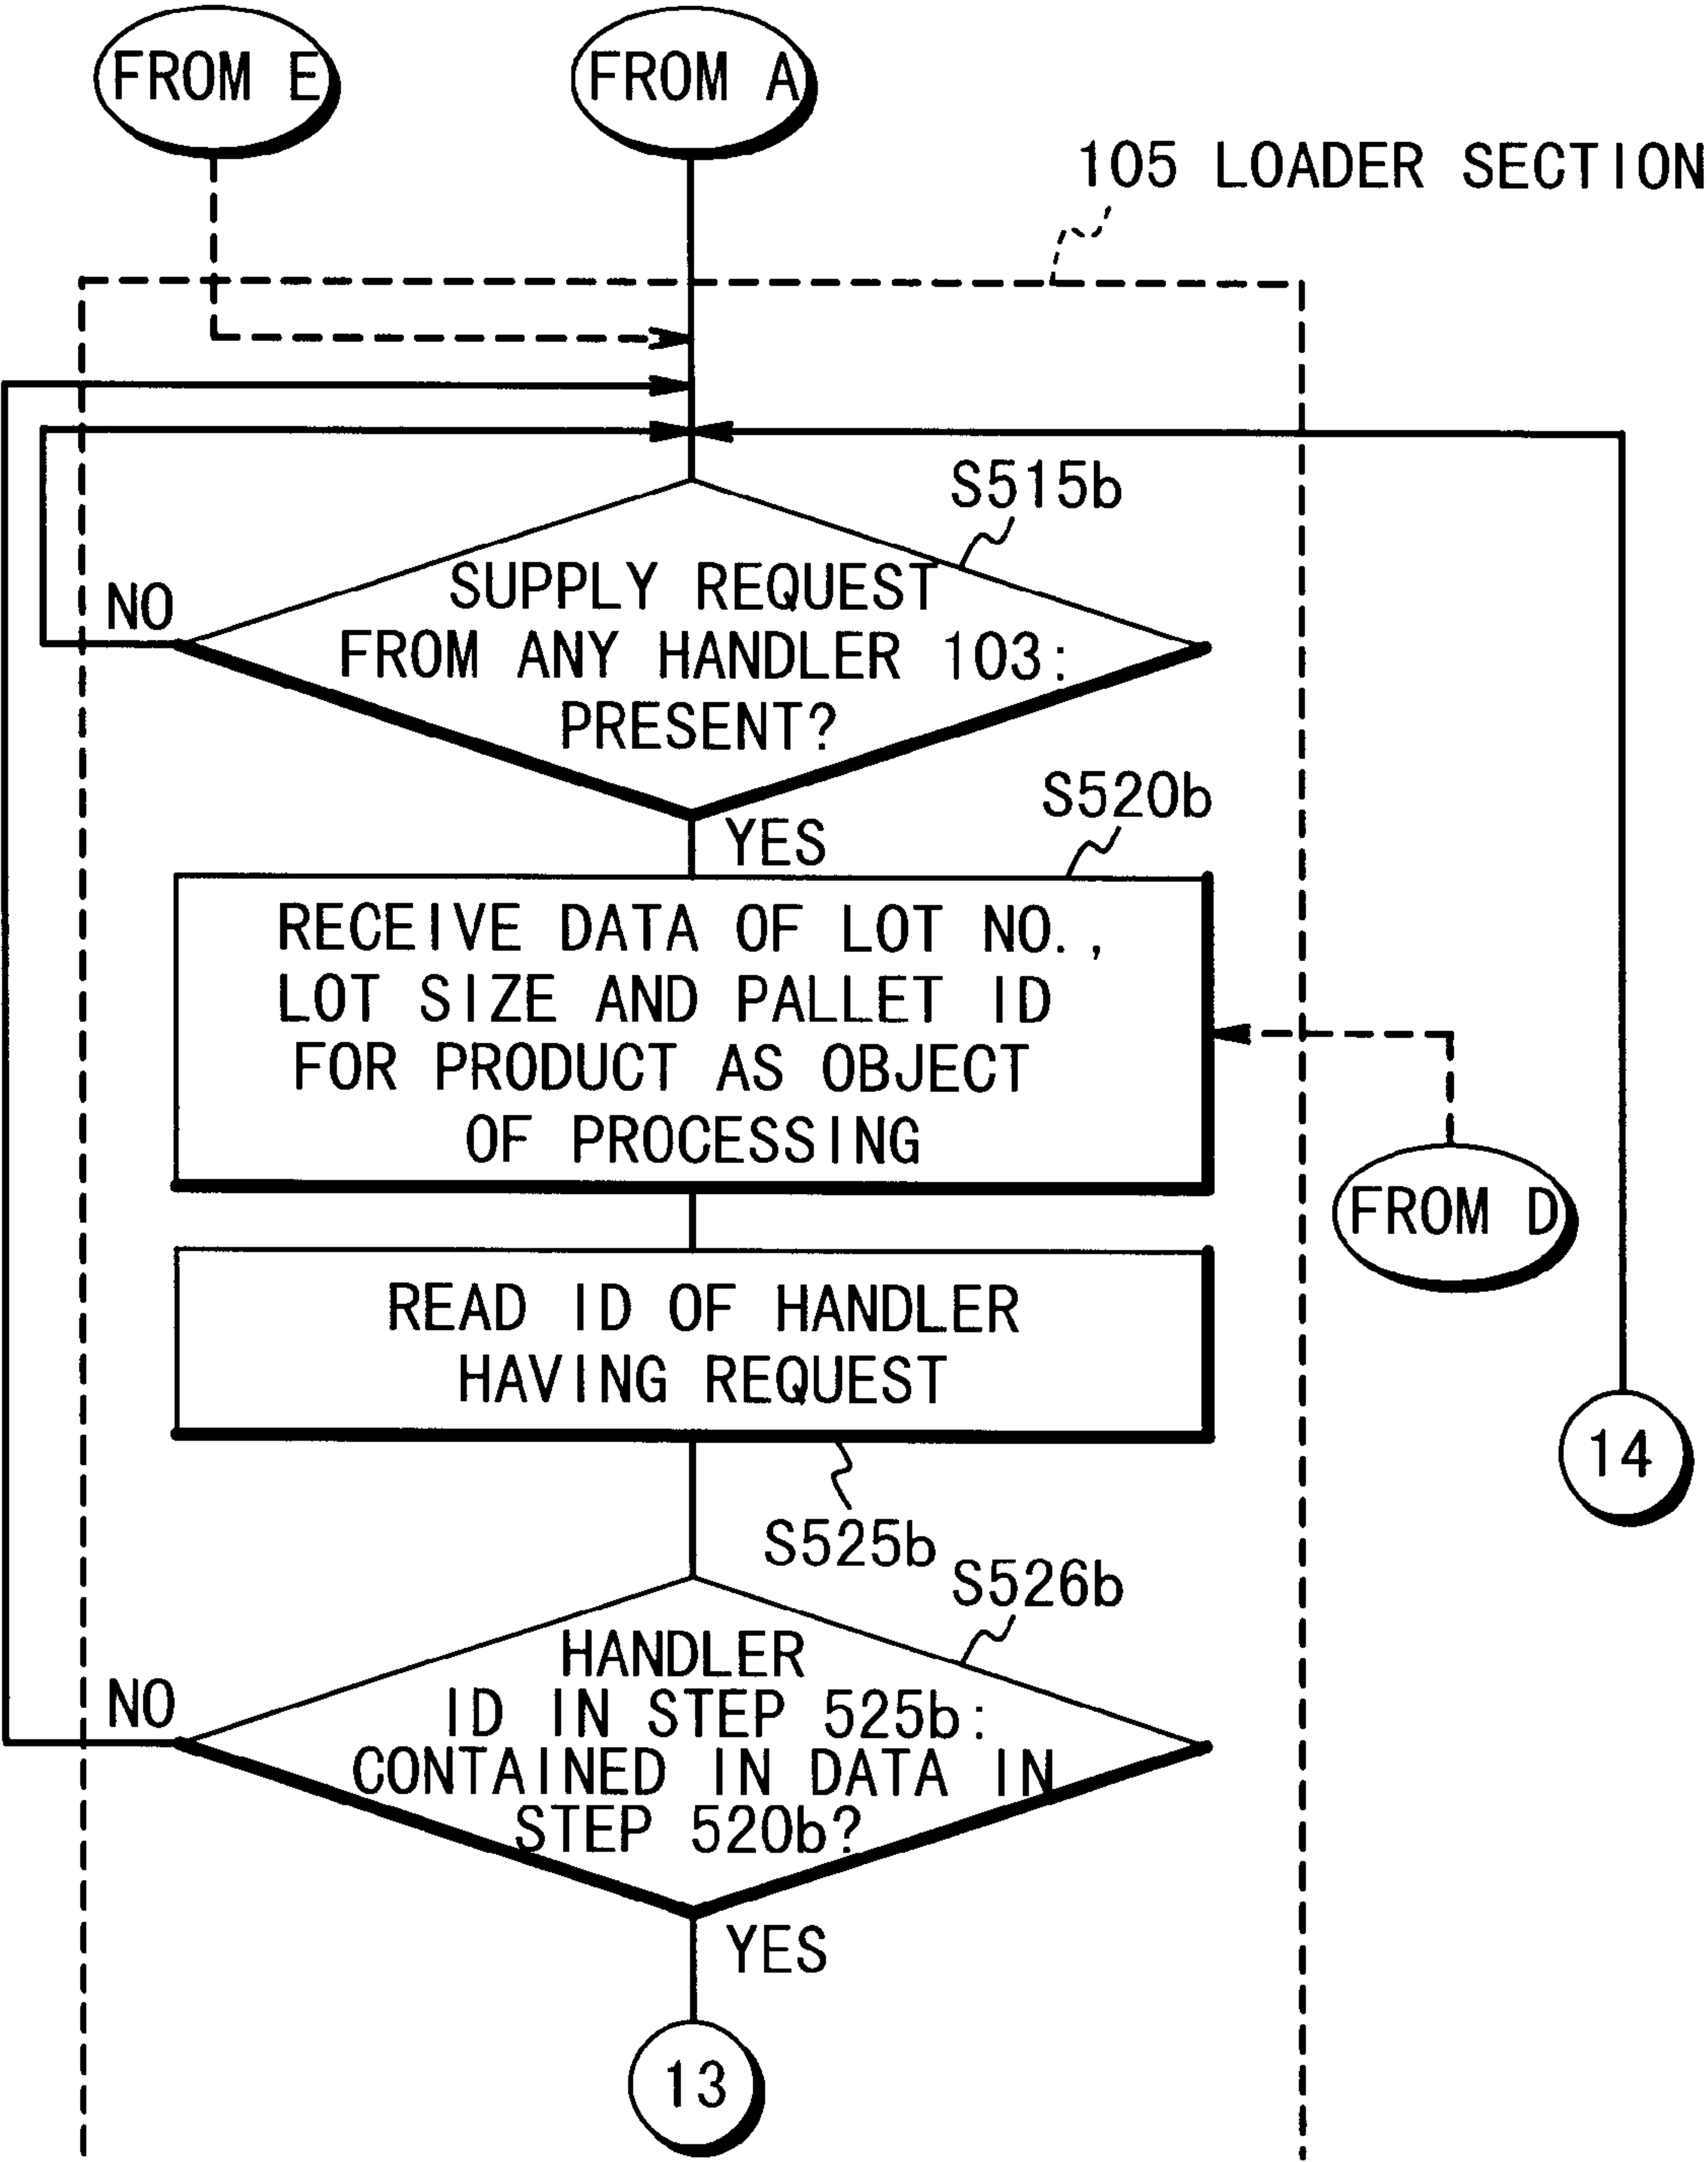 FROM E
FROM A
105 LOADER SECTION
S515b
SUPPLY REQUEST
FROM ANY HANDLER 103:
PRESENT?
NO
YES
S520b
RECEIVE DATA OF LOT NO.,
LOT SIZE AND PALLET ID
FOR PRODUCT AS OBJECT
OF PROCESSING
FROM D
READ ID OF HANDLER
HAVING REQUEST
14
S525b
S526b
HANDLER
ID IN STEP 525b:
CONTAINED IN DATA IN
STEP 520b?
NO
YES
13